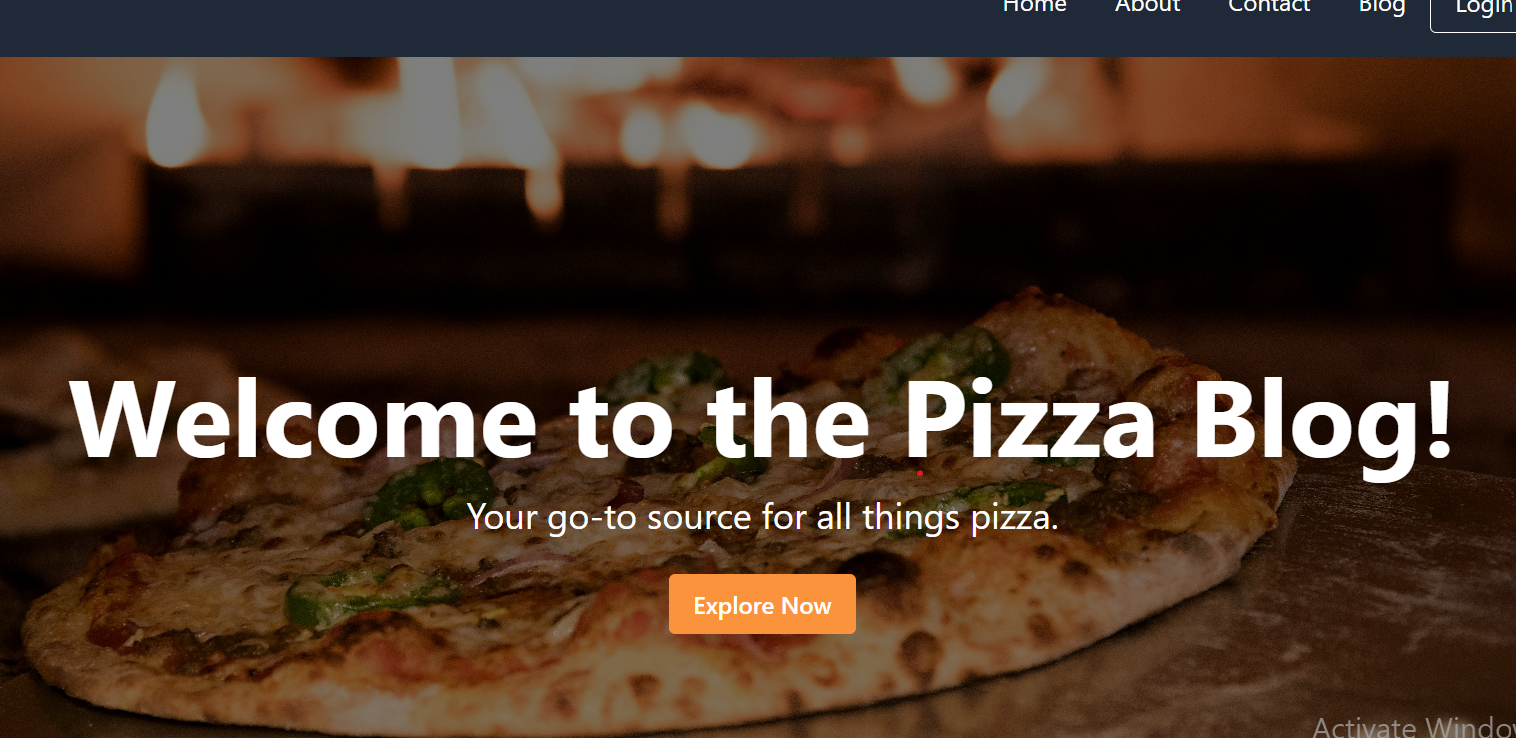 Home About Contact Blog Login
Welcome to the Pizza Blog!
Your go-to source for all things pizza.
Explore Now
Activate Window